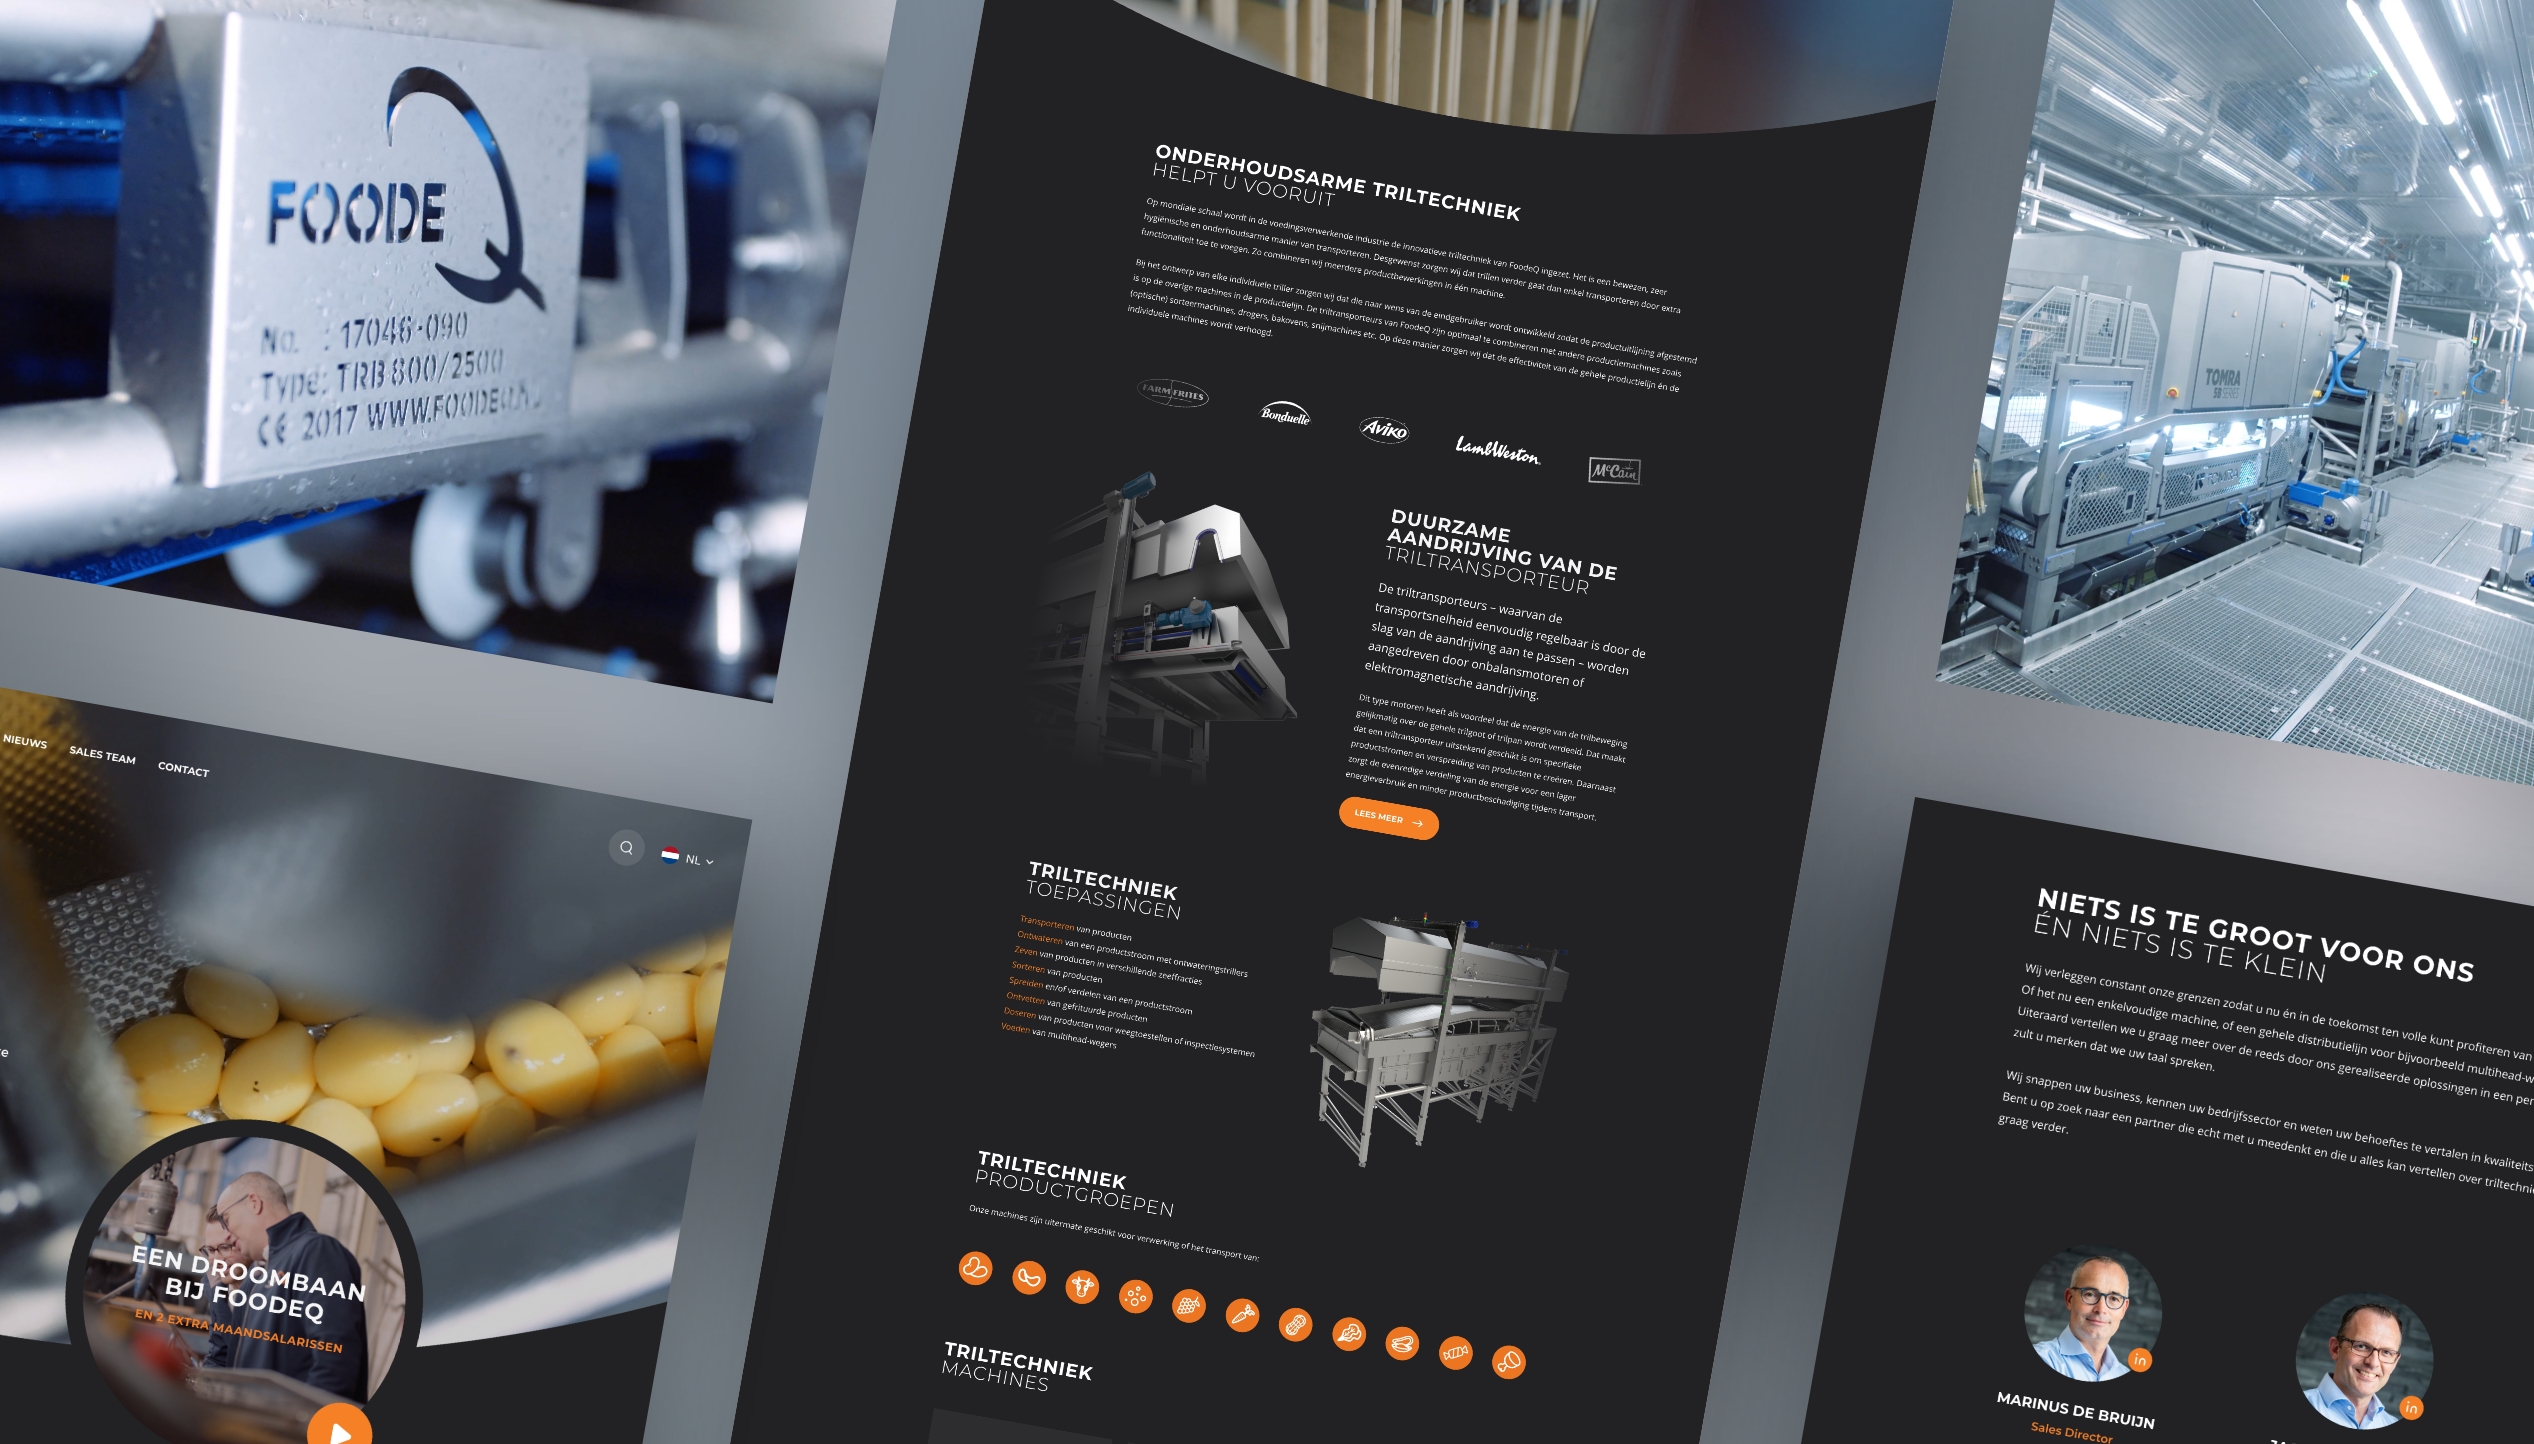 FOODEQ
No. : 17046-090
Type: TRB 800/2500
CE 2017 WWW.FOODEQ.NL
NIEUWS SALES TEAM CONTACT
NL
EEN DROOMBAAN
BIJ FOODEQ
EN 2 EXTRA MAANDSALARISSEN
ONDERHOUDSARME TRILTECHNIEK
HELPT U VOORUIT
Op mondiale schaal wordt in de voedingsverwerkende industrie de innovatieve triltechniek van FoodeQ ingezet. Het is een bewezen, zeer
hygiënische en onderhoudsarme manier van transporteren. Desgewenst zorgen wij dat trillen verder gaat dan enkel transporteren door extra
functionaliteit toe te voegen. Zo combineren wij meerdere productbewerkingen in één machine.
Bij het ontwerp van elke individuele triller zorgen wij dat die naar wens van de eindgebruiker wordt ontwikkeld zodat de productuitlijning afgestemd
is op de overige machines in de productielijn. De triltransporteurs van FoodeQ zijn optimaal te combineren met andere productiemachines zoals
(optische) sorteermachines, drogers, bakovens, snijmachines etc. Op deze manier zorgen wij dat de effectiviteit van de gehele productielijn én de
individuele machines wordt verhoogd.
FARM FRITES
Bonduelle
AVIKO
LambWeston
McCain
DUURZAME
AANDRIJVING VAN DE
TRILTRANSPORTEUR
De triltransporteurs – waarvan de
transportsnelheid eenvoudig regelbaar is door de
slag van de aandrijving aan te passen – worden
aangedreven door onbalansmotoren of
elektromagnetische aandrijving.
Dit type motoren heeft als voordeel dat de energie van de trilbeweging
gelijkmatig over de gehele trilgoot of trilpan wordt verdeeld. Dat maakt
dat een triltransporteur uitstekend geschikt is om specifieke
productstromen en verspreiding van producten te creëren. Daarnaast
zorgt de evenredige verdeling van de energie voor een lager
energieverbruik en minder productbeschadiging tijdens transport.
LEES MEER →
TRILTECHNIEK
TOEPASSINGEN
Transporteren van producten
Ontwateren van een productstroom met ontwateringstrillers
Zeven van producten in verschillende zeeffracties
Sorteren van producten
Spreiden en/of verdelen van een productstroom
Ontvetten van gefrituurde producten
Doseren van producten voor weegtoestellen of inspectiesystemen
Voeden van multihead-wegers
TRILTECHNIEK
PRODUCTGROEPEN
Onze machines zijn uitermate geschikt voor verwerking of het transport van:
TRILTECHNIEK
MACHINES
TOMRA
5B SERIES
TOMRA
NIETS IS TE GROOT VOOR ONS
ÉN NIETS IS TE KLEIN
Wij verleggen constant onze grenzen zodat u nu én in de toekomst ten volle kunt profiteren van
Of het nu een enkelvoudige machine, of een gehele distributielijn voor bijvoorbeeld multihead-w
Uiteraard vertellen we u graag meer over de reeds door ons gerealiseerde oplossingen in een per
zult u merken dat we uw taal spreken.
Wij snappen uw business, kennen uw bedrijfssector en weten uw behoeftes te vertalen in kwaliteits
Bent u op zoek naar een partner die echt met u meedenkt en die u alles kan vertellen over triltechni
graag verder.
in
in
MARINUS DE BRUIJN
Sales Director